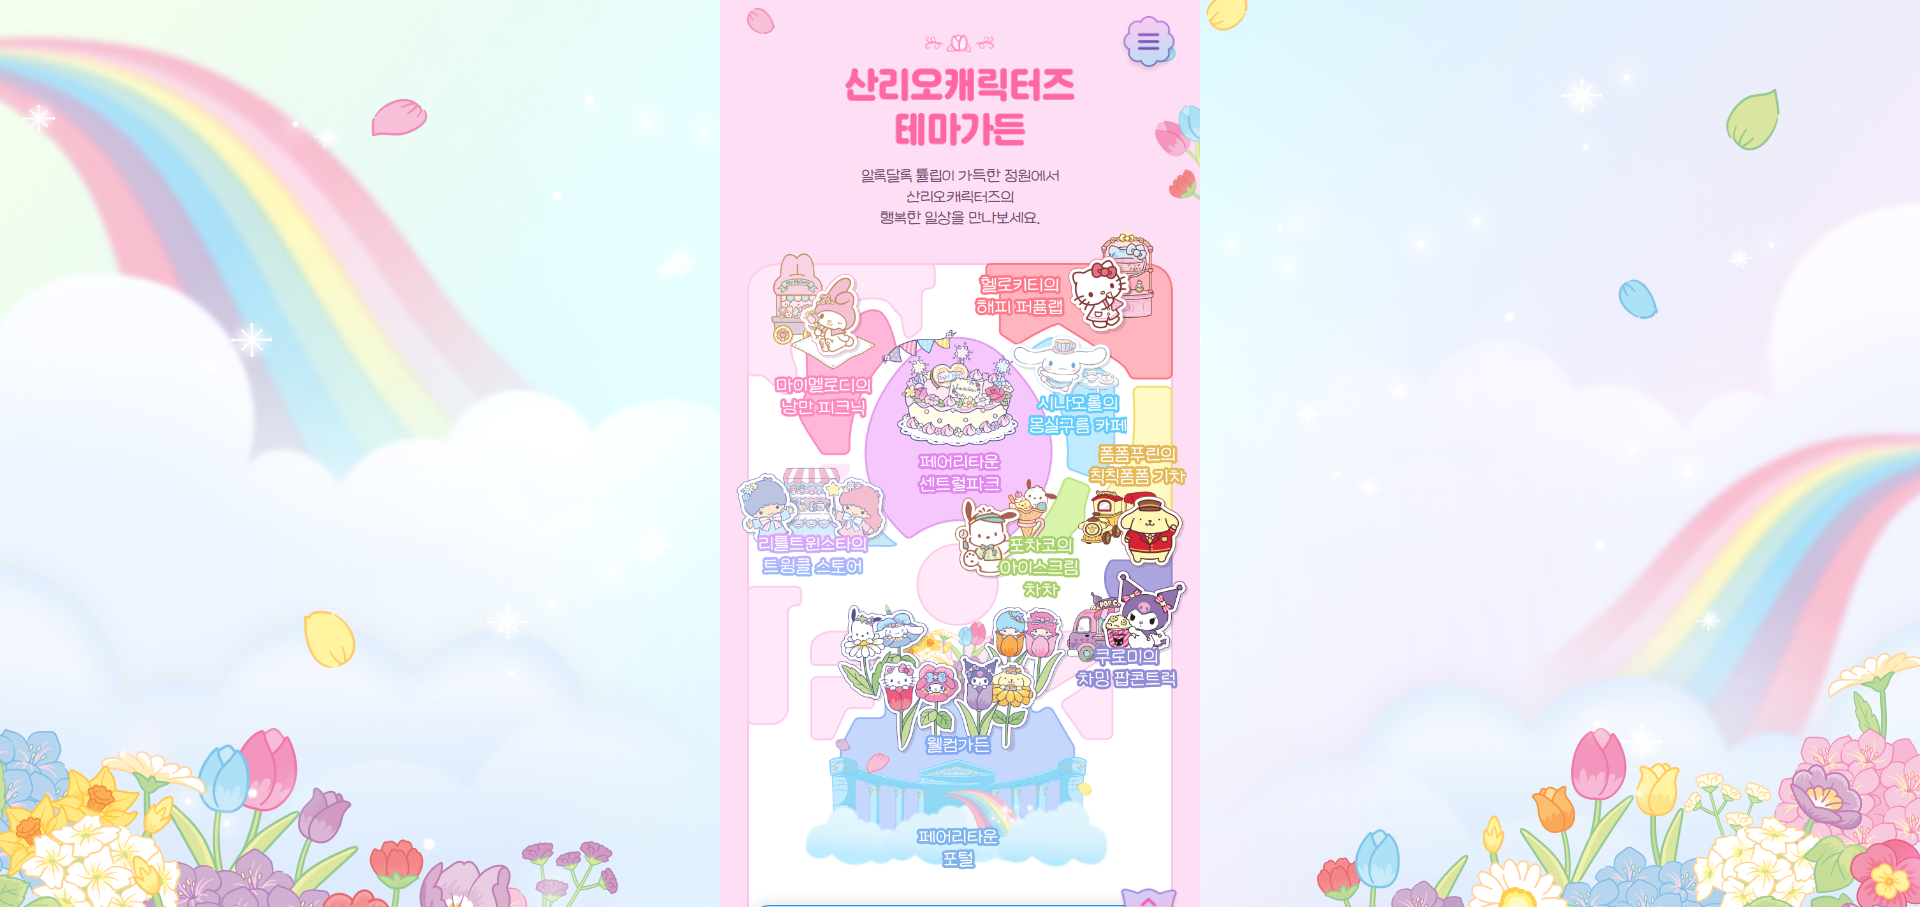 산리오캐릭터즈
테마가든
알록달록 튤립이 가득한 정원에서
산리오캐릭터즈의
행복한 일상을 만나보세요.
헬로키티의
해피 퍼퓸랩
마이멜로디의
낭만 피크닉
시나모롤의
몽실구름 카페
폼폼푸린의
칙칙폼폼 기차
페어리타운
센트럴파크
리틀트윈스타의
트윙클 스토어
포차코의
아이스크림
차차
쿠로미의
차밍 팝콘트럭
웰컴가든
페어리타운
포털